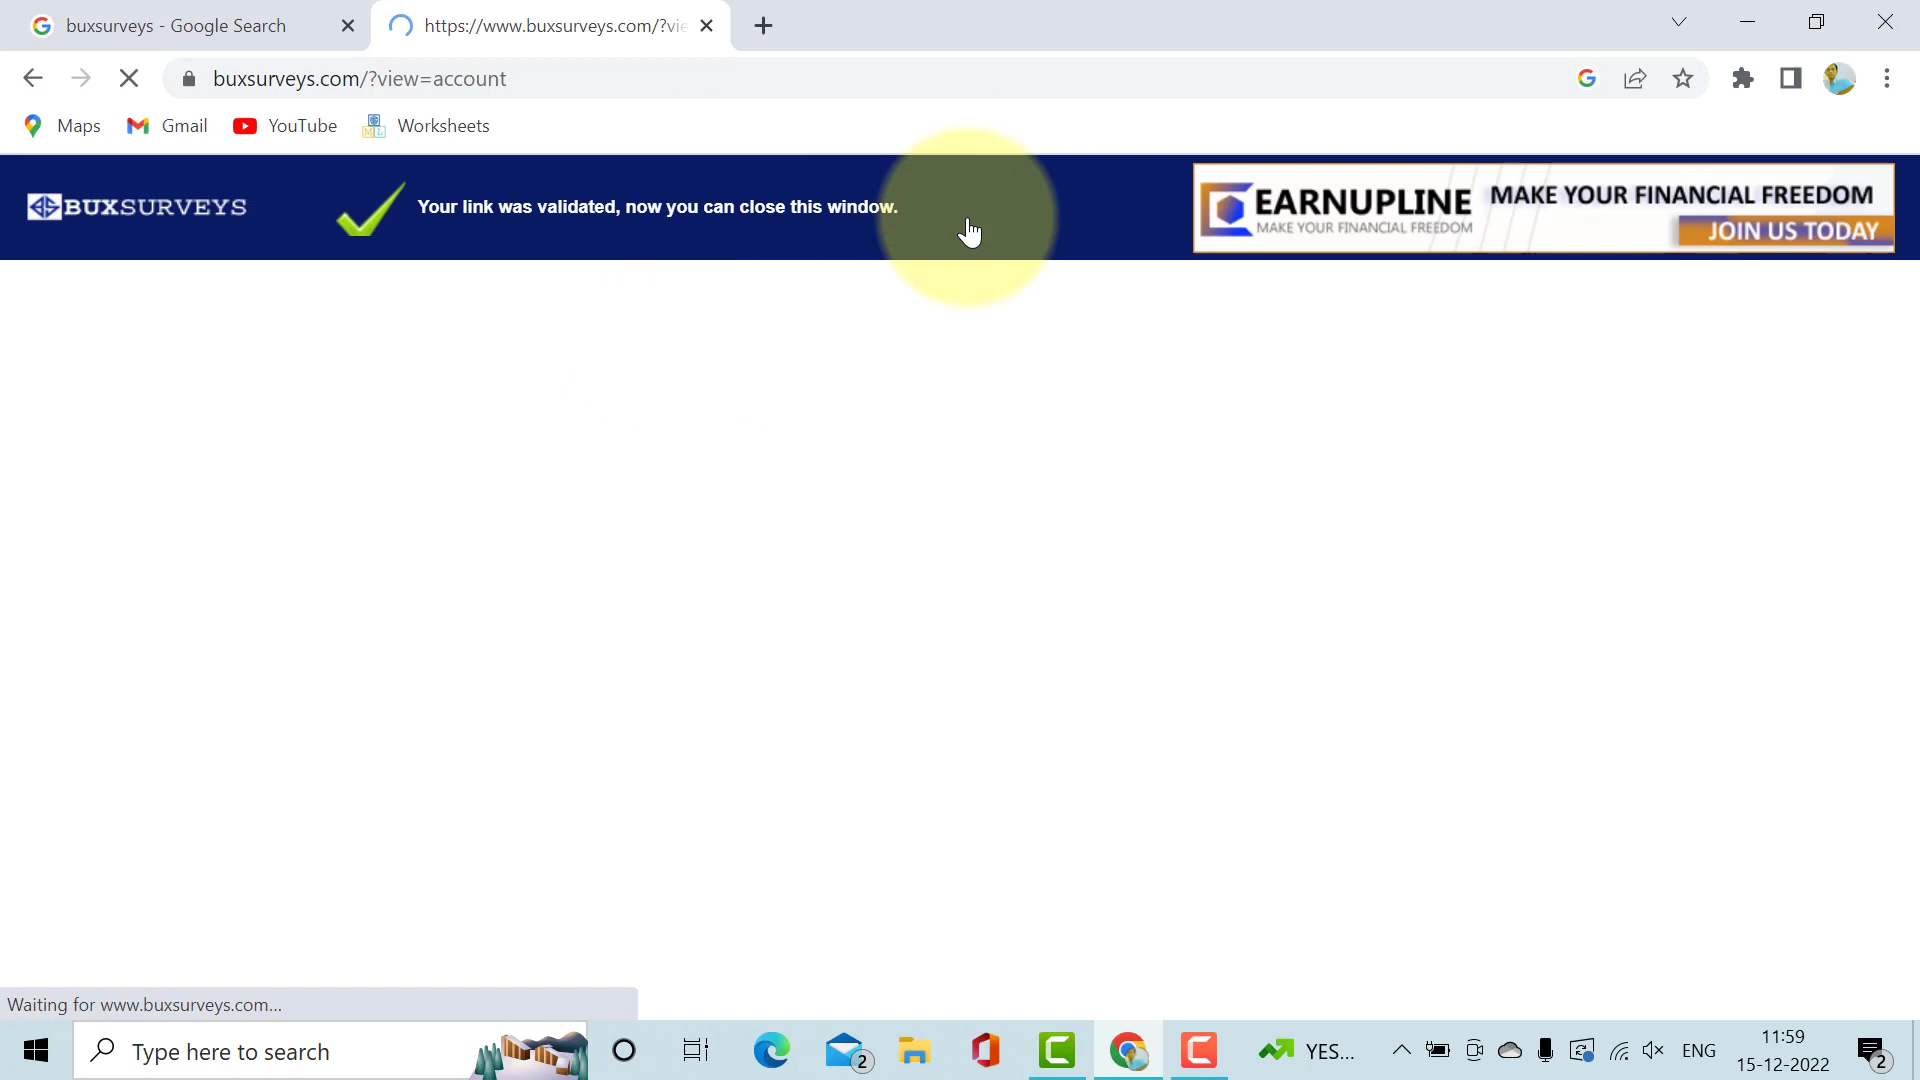 buxsurveys - Google Search
https://www.buxsurveys.com/?vie
buxsurveys.com/?view=account
Maps
Gmail
YouTube
Worksheets
BUXSURVEYS
Your link was validated, now you can close this window.
EARNUPLINE
MAKE YOUR FINANCIAL FREEDOM
MAKE YOUR FINANCIAL FREEDOM
JOIN US TODAY
Waiting for www.buxsurveys.com...
Type here to search
2
YES...
ENG
11:59
15-12-2022
2